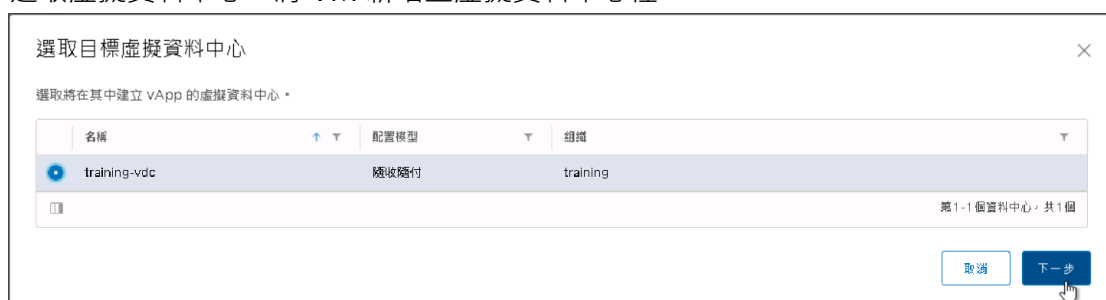 選取目標虛擬資料中心
選取將在其中建立 vApp 的虛擬資料中心。
名稱 配置模型 組織
training-vdc 隨收隨付 training
第1-1個資料中心，共1個
取消 下一步